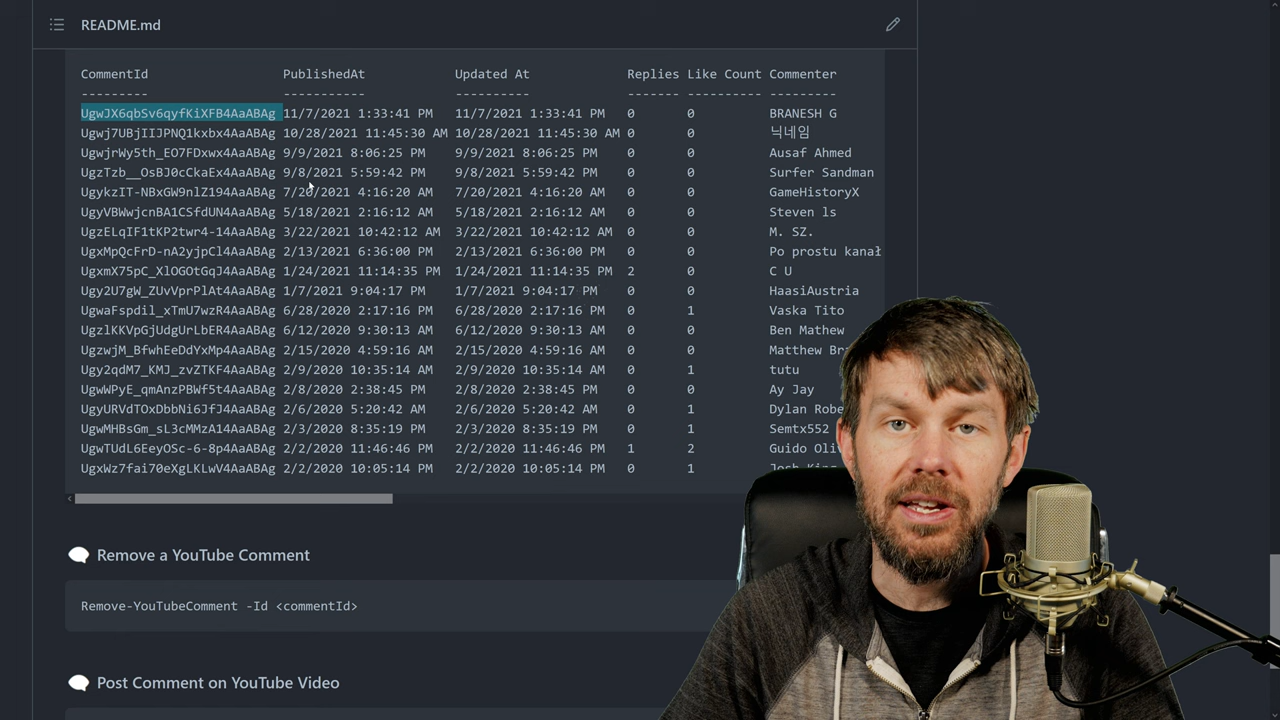 README.md
CommentId PublishedAt Updated At Replies Like Count Commenter
--------- ----------- ---------- ------- ---------- ---------
UgwJX6qbSv6qyfKiXFB4AaABAg 11/7/2021 1:33:41 PM 11/7/2021 1:33:41 PM 0 0 BRANESH G
Ugwj7UBjIIJPNQ1kxbx4AaABAg 10/28/2021 11:45:30 AM 10/28/2021 11:45:30 AM 0 0 닉네임
UgwjrWy5th_EO7FDxwx4AaABAg 9/9/2021 8:06:25 PM 9/9/2021 8:06:25 PM 0 0 Ausaf Ahmed
UgzTzb__OsBJ0cCkaEx4AaABAg 9/8/2021 5:59:42 PM 9/8/2021 5:59:42 PM 0 0 Surfer Sandman
UgykzIT-NBxGW9nlZ194AaABAg 7/20/2021 4:16:20 AM 7/20/2021 4:16:20 AM 0 0 GameHistoryX
UgyVBWwjcnBA1CSfdUN4AaABAg 5/18/2021 2:16:12 AM 5/18/2021 2:16:12 AM 0 0 Steven ls
UgzELqIF1tKP2twr4-14AaABAg 3/22/2021 10:42:12 AM 3/22/2021 10:42:12 AM 0 0 M. SZ.
UgxMpQcFrD-nA2yjpCl4AaABAg 2/13/2021 6:36:00 PM 2/13/2021 6:36:00 PM 0 0 Po prostu kanał
UgxmX75pC_XlOGOtGqJ4AaABAg 1/24/2021 11:14:35 PM 1/24/2021 11:14:35 PM 2 0 C U
Ugy2U7gW_ZUvVprPlAt4AaABAg 1/7/2021 9:04:17 PM 1/7/2021 9:04:17 PM 0 0 HaasiAustria
UgwaFspdil_xTmU7wzR4AaABAg 6/28/2020 2:17:16 PM 6/28/2020 2:17:16 PM 0 1 Vaska Tito
UgzlKKVpGjUdgUrLbER4AaABAg 6/12/2020 9:30:13 AM 6/12/2020 9:30:13 AM 0 0 Ben Mathew
UgzwjM_BfwhEeDdYxMp4AaABAg 2/15/2020 4:59:16 AM 2/15/2020 4:59:16 AM 0 0 Matthew
Ugy2qdM7_KMJ_zvZTKF4AaABAg 2/9/2020 10:35:14 AM 2/9/2020 10:35:14 AM 0 1 tutu
UgwWPyE_qmAnzPBWf5t4AaABAg 2/8/2020 2:38:45 PM 2/8/2020 2:38:45 PM 0 0 Ay Jay
UgyURVdTOxDbbNi6JfJ4AaABAg 2/6/2020 5:20:42 AM 2/6/2020 5:20:42 AM 0 1 Dylan
UgwMHBsGm_sL3cMMzA14AaABAg 2/3/2020 8:35:19 PM 2/3/2020 8:35:19 PM 0 1 Semtx552
UgwTUdL6EeyOSc-6-8p4AaABAg 2/2/2020 11:46:46 PM 2/2/2020 11:46:46 PM 1 2 Guido
UgxWz7fai70eXgLKLwV4AaABAg 2/2/2020 10:05:14 PM 2/2/2020 10:05:14 PM 0 1
Remove a YouTube Comment
Remove-YouTubeComment -Id <commentId>
Post Comment on YouTube Video